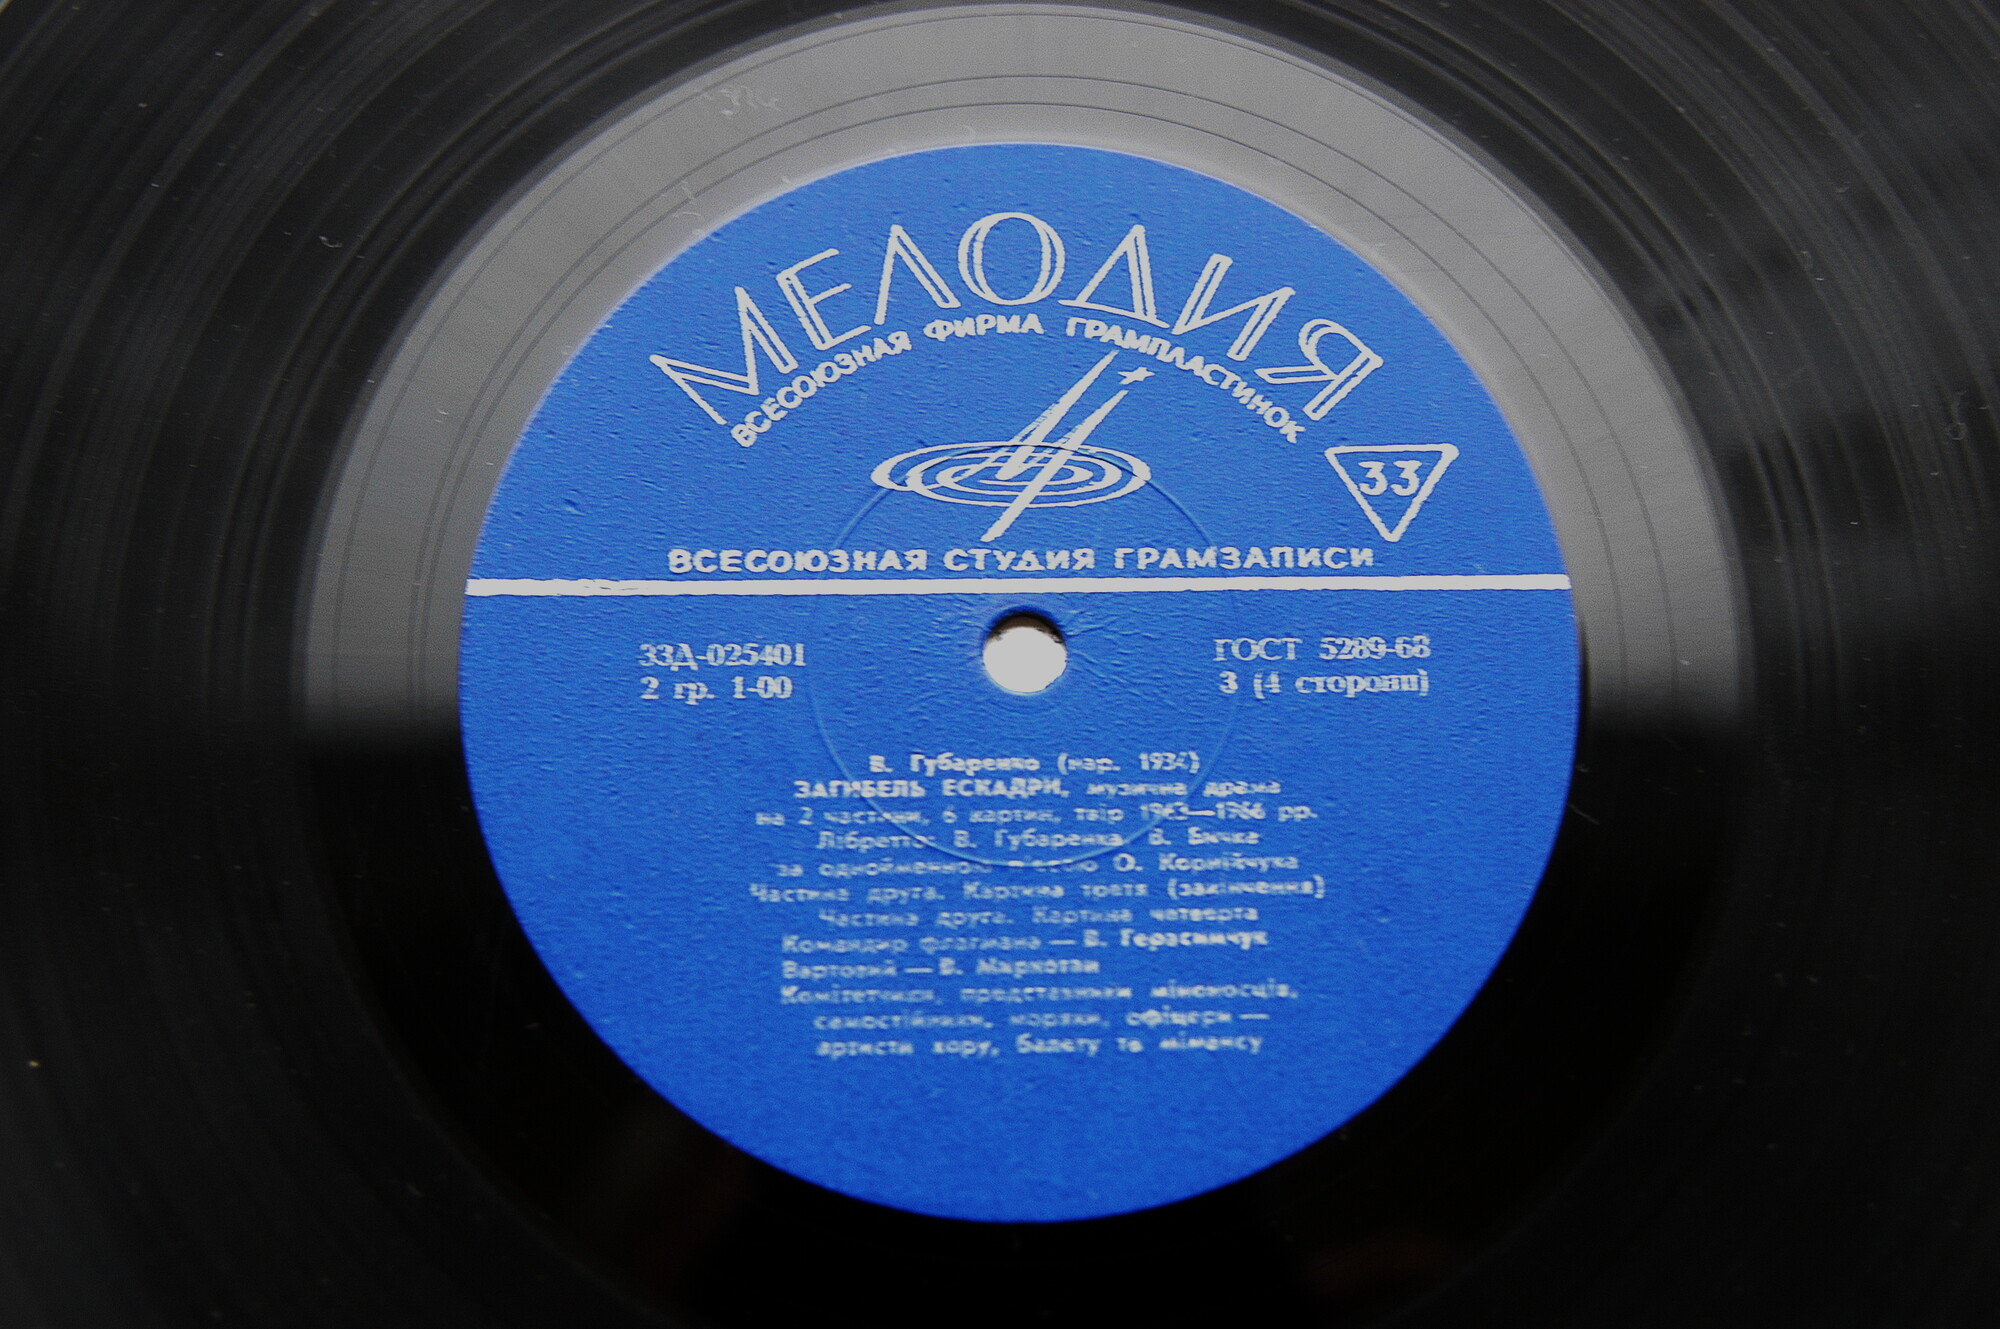 МЕЛОДИЯ
ВСЕСОЮЗНАЯ ФИРМА ГРАМПЛАСТИНОК
33
ВСЕСОЮЗНАЯ СТУДИЯ ГРАМЗАПИСИ
33Д-025401
2 гр. 1-00
ГОСТ 5289-68
3 (4 сторони)
В. Губаренко (нар. 1934)
ЗАГИБЕЛЬ ЕСКАДРИ, музична драма
на 2 частини, 6 картин, твір 1963—1966 рр.
Лібретто: В. Губаренка, В. Бичка
за однойменною п'єсою О. Корнійчука
Частина друга. Картина третя (закінчення)
Частина друга. Картина четверта
Командир флагмана — В. Герасимчук
Вартовий — В.
Комітетчики, представники міноносців,
самостійники, моряки, офіцери —
артисти хору, балету та мімансу